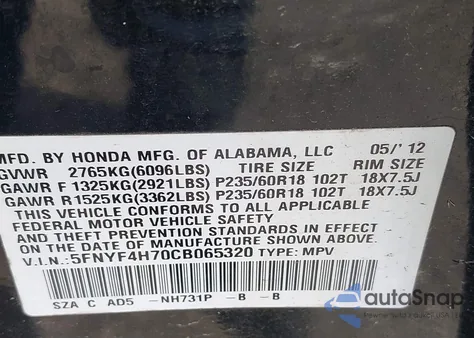 MFD. BY HONDA MFG. OF ALABAMA, LLC 05/' 12
GVWR 2765KG(6096LBS) TIRE SIZE RIM SIZE
GAWR F 1325KG(2921LBS) P235/60R18 102T 18X7.5J
GAWR R1525KG(3362LBS) P235/60R18 102T 18X7.5J
THIS VEHICLE CONFORMS TO ALL APPLICABLE
FEDERAL MOTOR VEHICLE SAFETY AND
THEFT PREVENTION STANDARDS IN EFFECT ON
THE DATE OF MANUFACTURE SHOWN ABOVE.
V.I.N.: 5FNYF4H70CB065320 TYPE: MPV
SZA C AD5 -NH731P -B -B
autoSnap